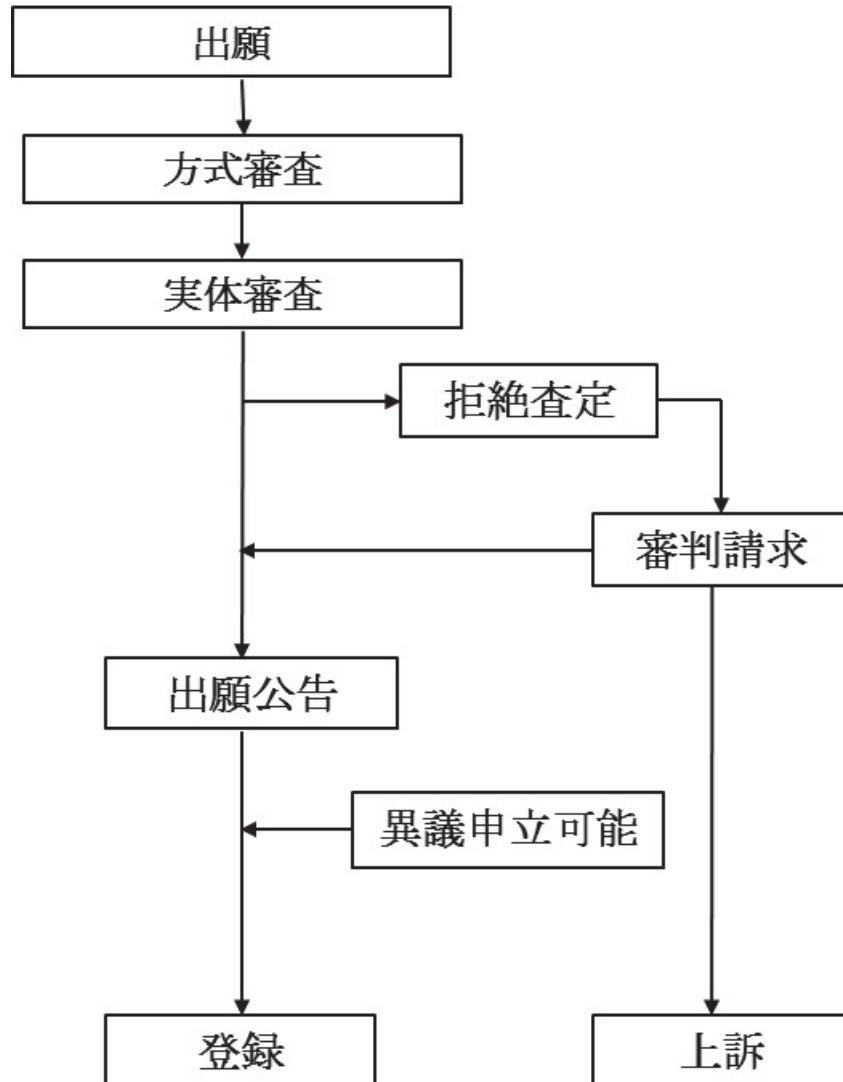 出願
方式審査
実体審査
拒絶査定
審判請求
出願公告
異議申立可能
登録
上訴